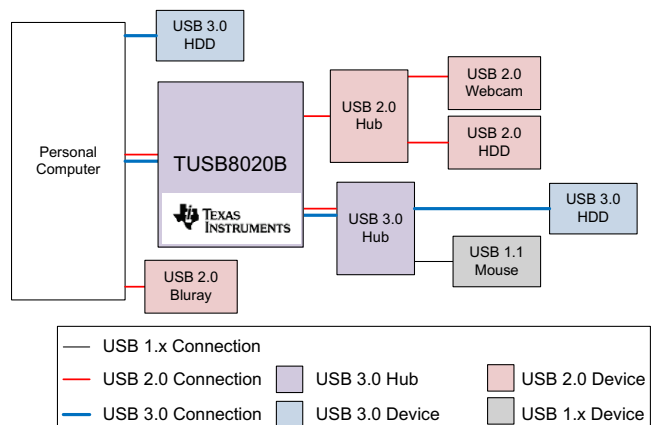 USB 3.0
HDD
Personal
Computer
TUSB8020B
TEXAS
INSTRUMENTS
USB 2.0
Hub
USB 2.0
Webcam
USB 2.0
HDD
USB 3.0
Hub
USB 3.0
HDD
USB 1.1
Mouse
USB 2.0
Bluray
USB 1.x Connection
USB 2.0 Connection
USB 3.0 Hub
USB 2.0 Device
USB 3.0 Connection
USB 3.0 Device
USB 1.x Device